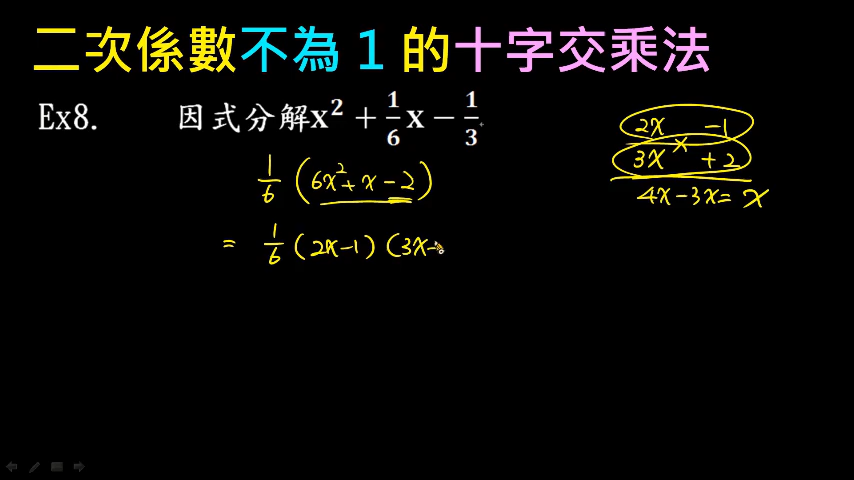 二次係數不為 1 的十字交乘法
Ex8. 因式分解x² + 1/6 x − 1/3
1/6 (6x² + x − 2)
= 1/6 (2x − 1) (3x
2x −1
3x + 2
4x − 3x = x